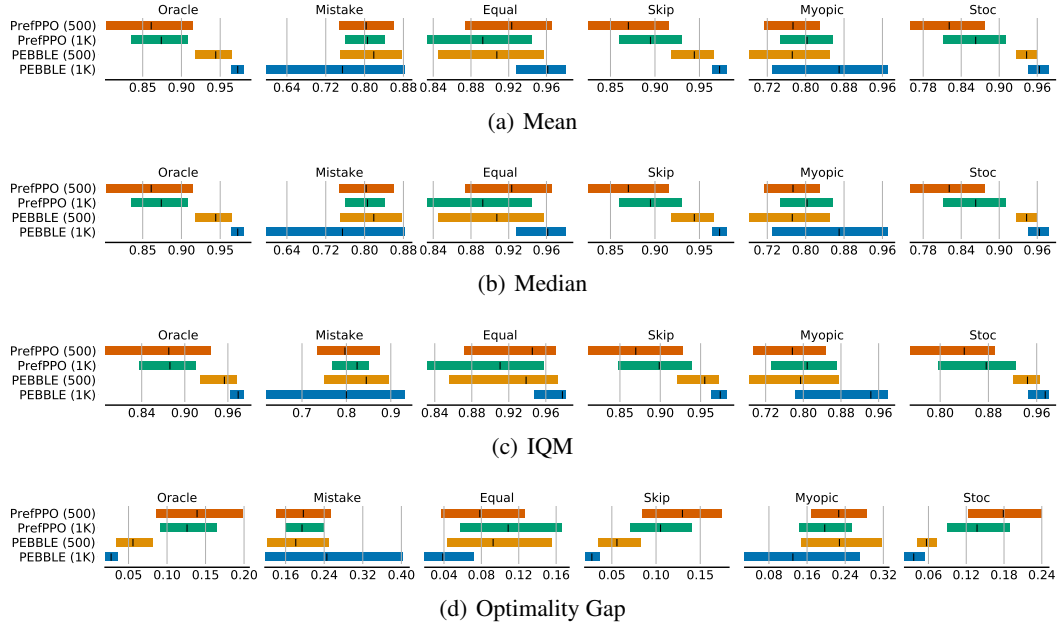 Oracle Mistake Equal Skip Myopic Stoc
PrefPPO (500)
PrefPPO (1K)
PEBBLE (500)
PEBBLE (1K)
0.85 0.90 0.95 0.64 0.72 0.80 0.88 0.84 0.88 0.92 0.96 0.85 0.90 0.95 0.72 0.80 0.88 0.96 0.78 0.84 0.90 0.96
(a) Mean
Oracle Mistake Equal Skip Myopic Stoc
PrefPPO (500)
PrefPPO (1K)
PEBBLE (500)
PEBBLE (1K)
0.85 0.90 0.95 0.64 0.72 0.80 0.88 0.84 0.88 0.92 0.96 0.85 0.90 0.95 0.72 0.80 0.88 0.96 0.78 0.84 0.90 0.96
(b) Median
Oracle Mistake Equal Skip Myopic Stoc
PrefPPO (500)
PrefPPO (1K)
PEBBLE (500)
PEBBLE (1K)
0.84 0.90 0.96 0.7 0.8 0.9 0.84 0.88 0.92 0.96 0.85 0.90 0.95 0.72 0.80 0.88 0.96 0.80 0.88 0.96
(c) IQM
Oracle Mistake Equal Skip Myopic Stoc
PrefPPO (500)
PrefPPO (1K)
PEBBLE (500)
PEBBLE (1K)
0.05 0.10 0.15 0.20 0.16 0.24 0.32 0.40 0.04 0.08 0.12 0.16 0.05 0.10 0.15 0.08 0.16 0.24 0.32 0.06 0.12 0.18 0.24
(d) Optimality Gap